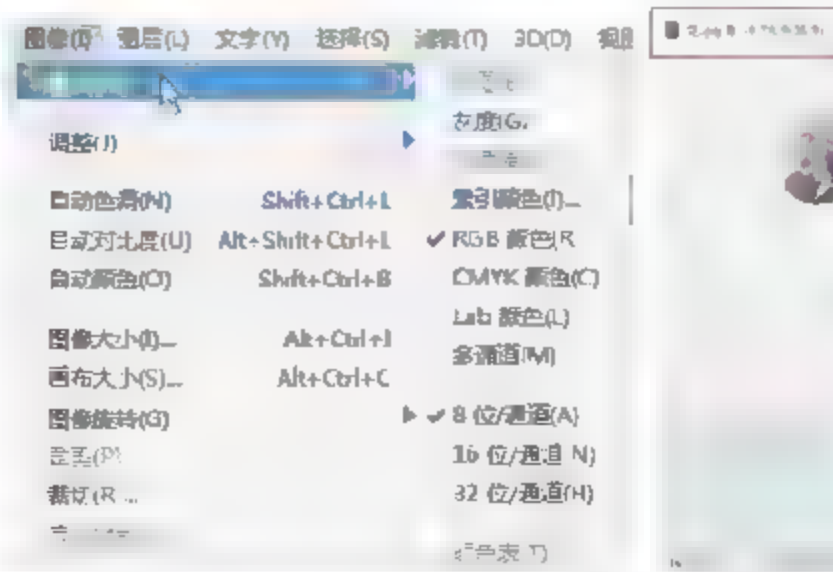 图像(I) 图层(L) 文字(Y) 选择(S) 滤镜(T) 3D(D)
灰度(G)
调整(J)
自动色调(N) Shift+Ctrl+L 索引颜色(I)...
自动对比度(U) Alt+Shift+Ctrl+L RGB 颜色(R
自动颜色(O) Shift+Ctrl+B CMYK 颜色(C)
Lab 颜色(L)
图像大小(I)... Alt+Ctrl+I
多通道(M)
画布大小(S)... Alt+Ctrl+C
图像旋转(G) 8 位/通道(A)
16 位/通道(N)
裁切(R... 32 位/通道(H)